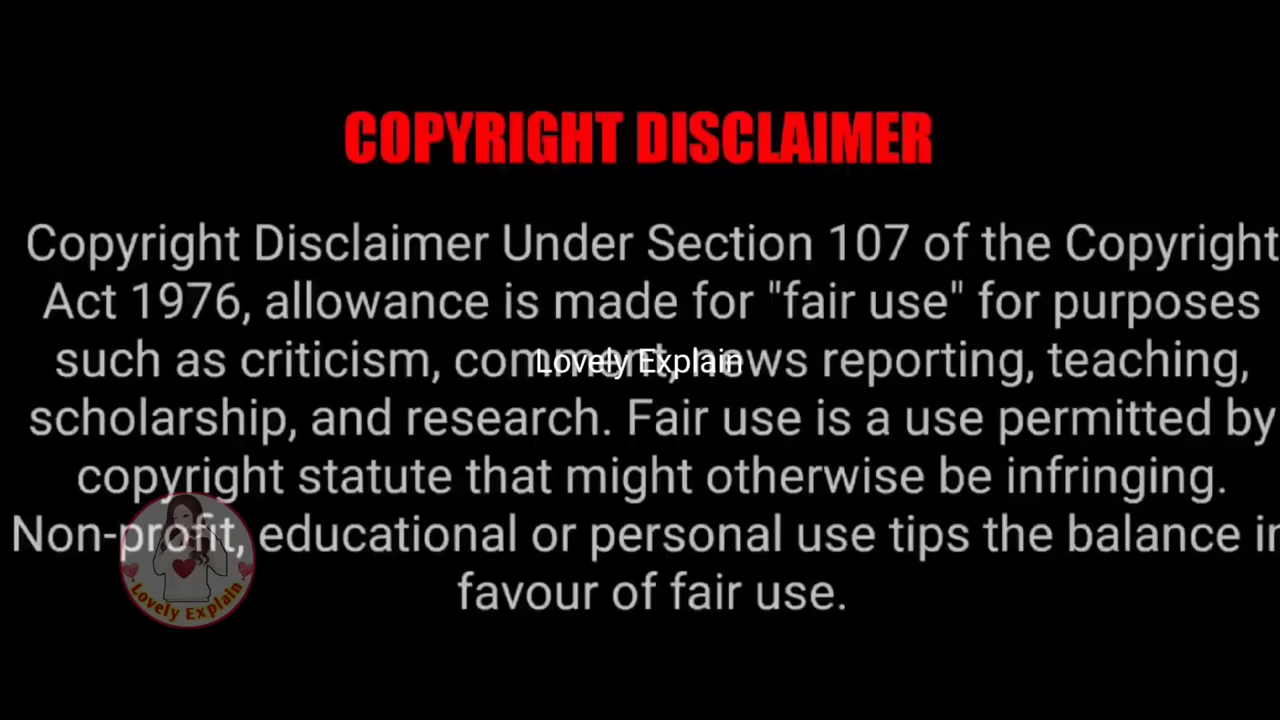 COPYRIGHT DISCLAIMER
Copyright Disclaimer Under Section 107 of the Copyright
Act 1976, allowance is made for "fair use" for purposes
such as criticism, comment, news reporting, teaching,
Lovely Explain
scholarship, and research. Fair use is a use permitted by
copyright statute that might otherwise be infringing.
Non-profit, educational or personal use tips the balance in
favour of fair use.
Lovely Explain